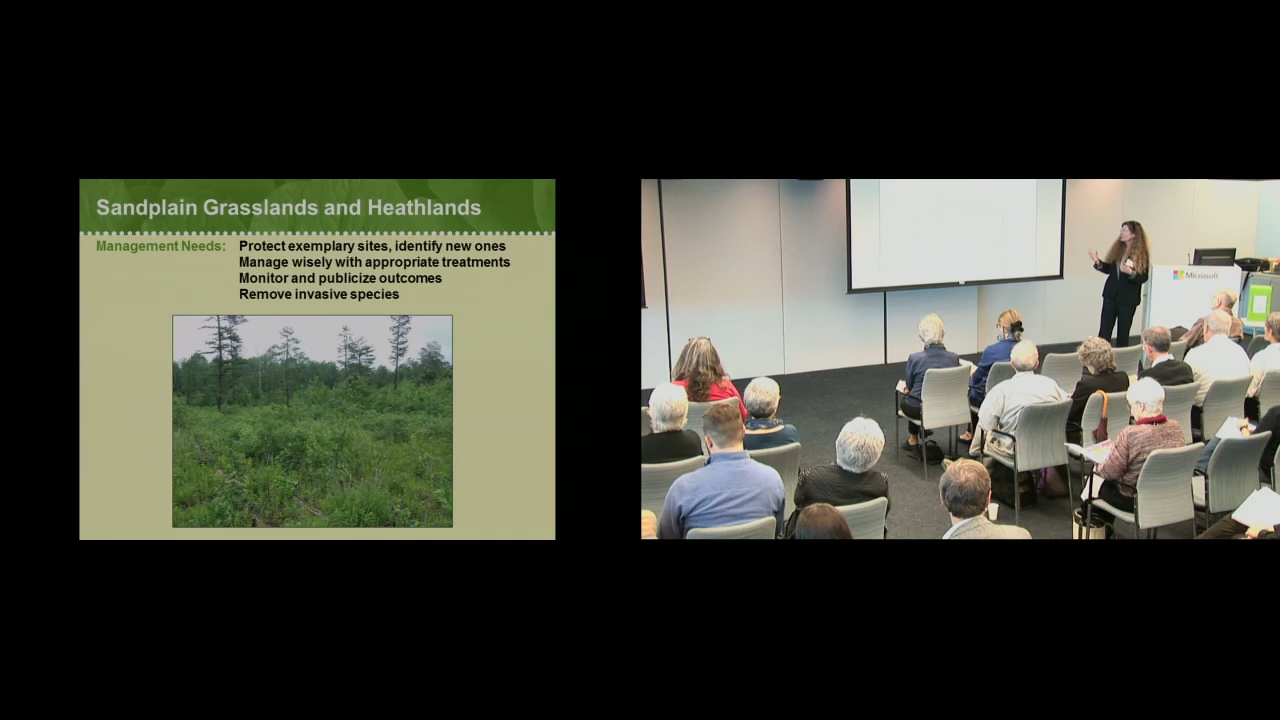 Sandplain Grasslands and Heathlands
Management Needs: Protect exemplary sites, identify new ones
Manage wisely with appropriate treatments
Monitor and publicize outcomes
Remove invasive species
Microsoft